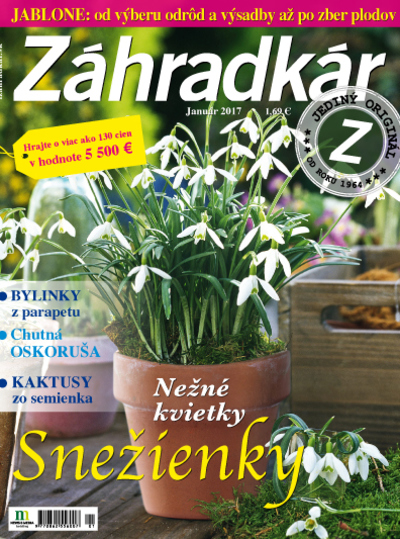 JABLONE: od výberu odrôd a výsadby až po zber plodov
Záhradkár
Január 2017
1,69 €
JEDINÝ ORIGINÁL
Z
OD ROKU 1964
Hrajte o viac ako 130 cien
v hodnote 5 500 €
BYLINKY
z parapetu
Chutná
OSKORUŠA
KAKTUSY
zo semienka
Nežné
kvietky
Snežienky